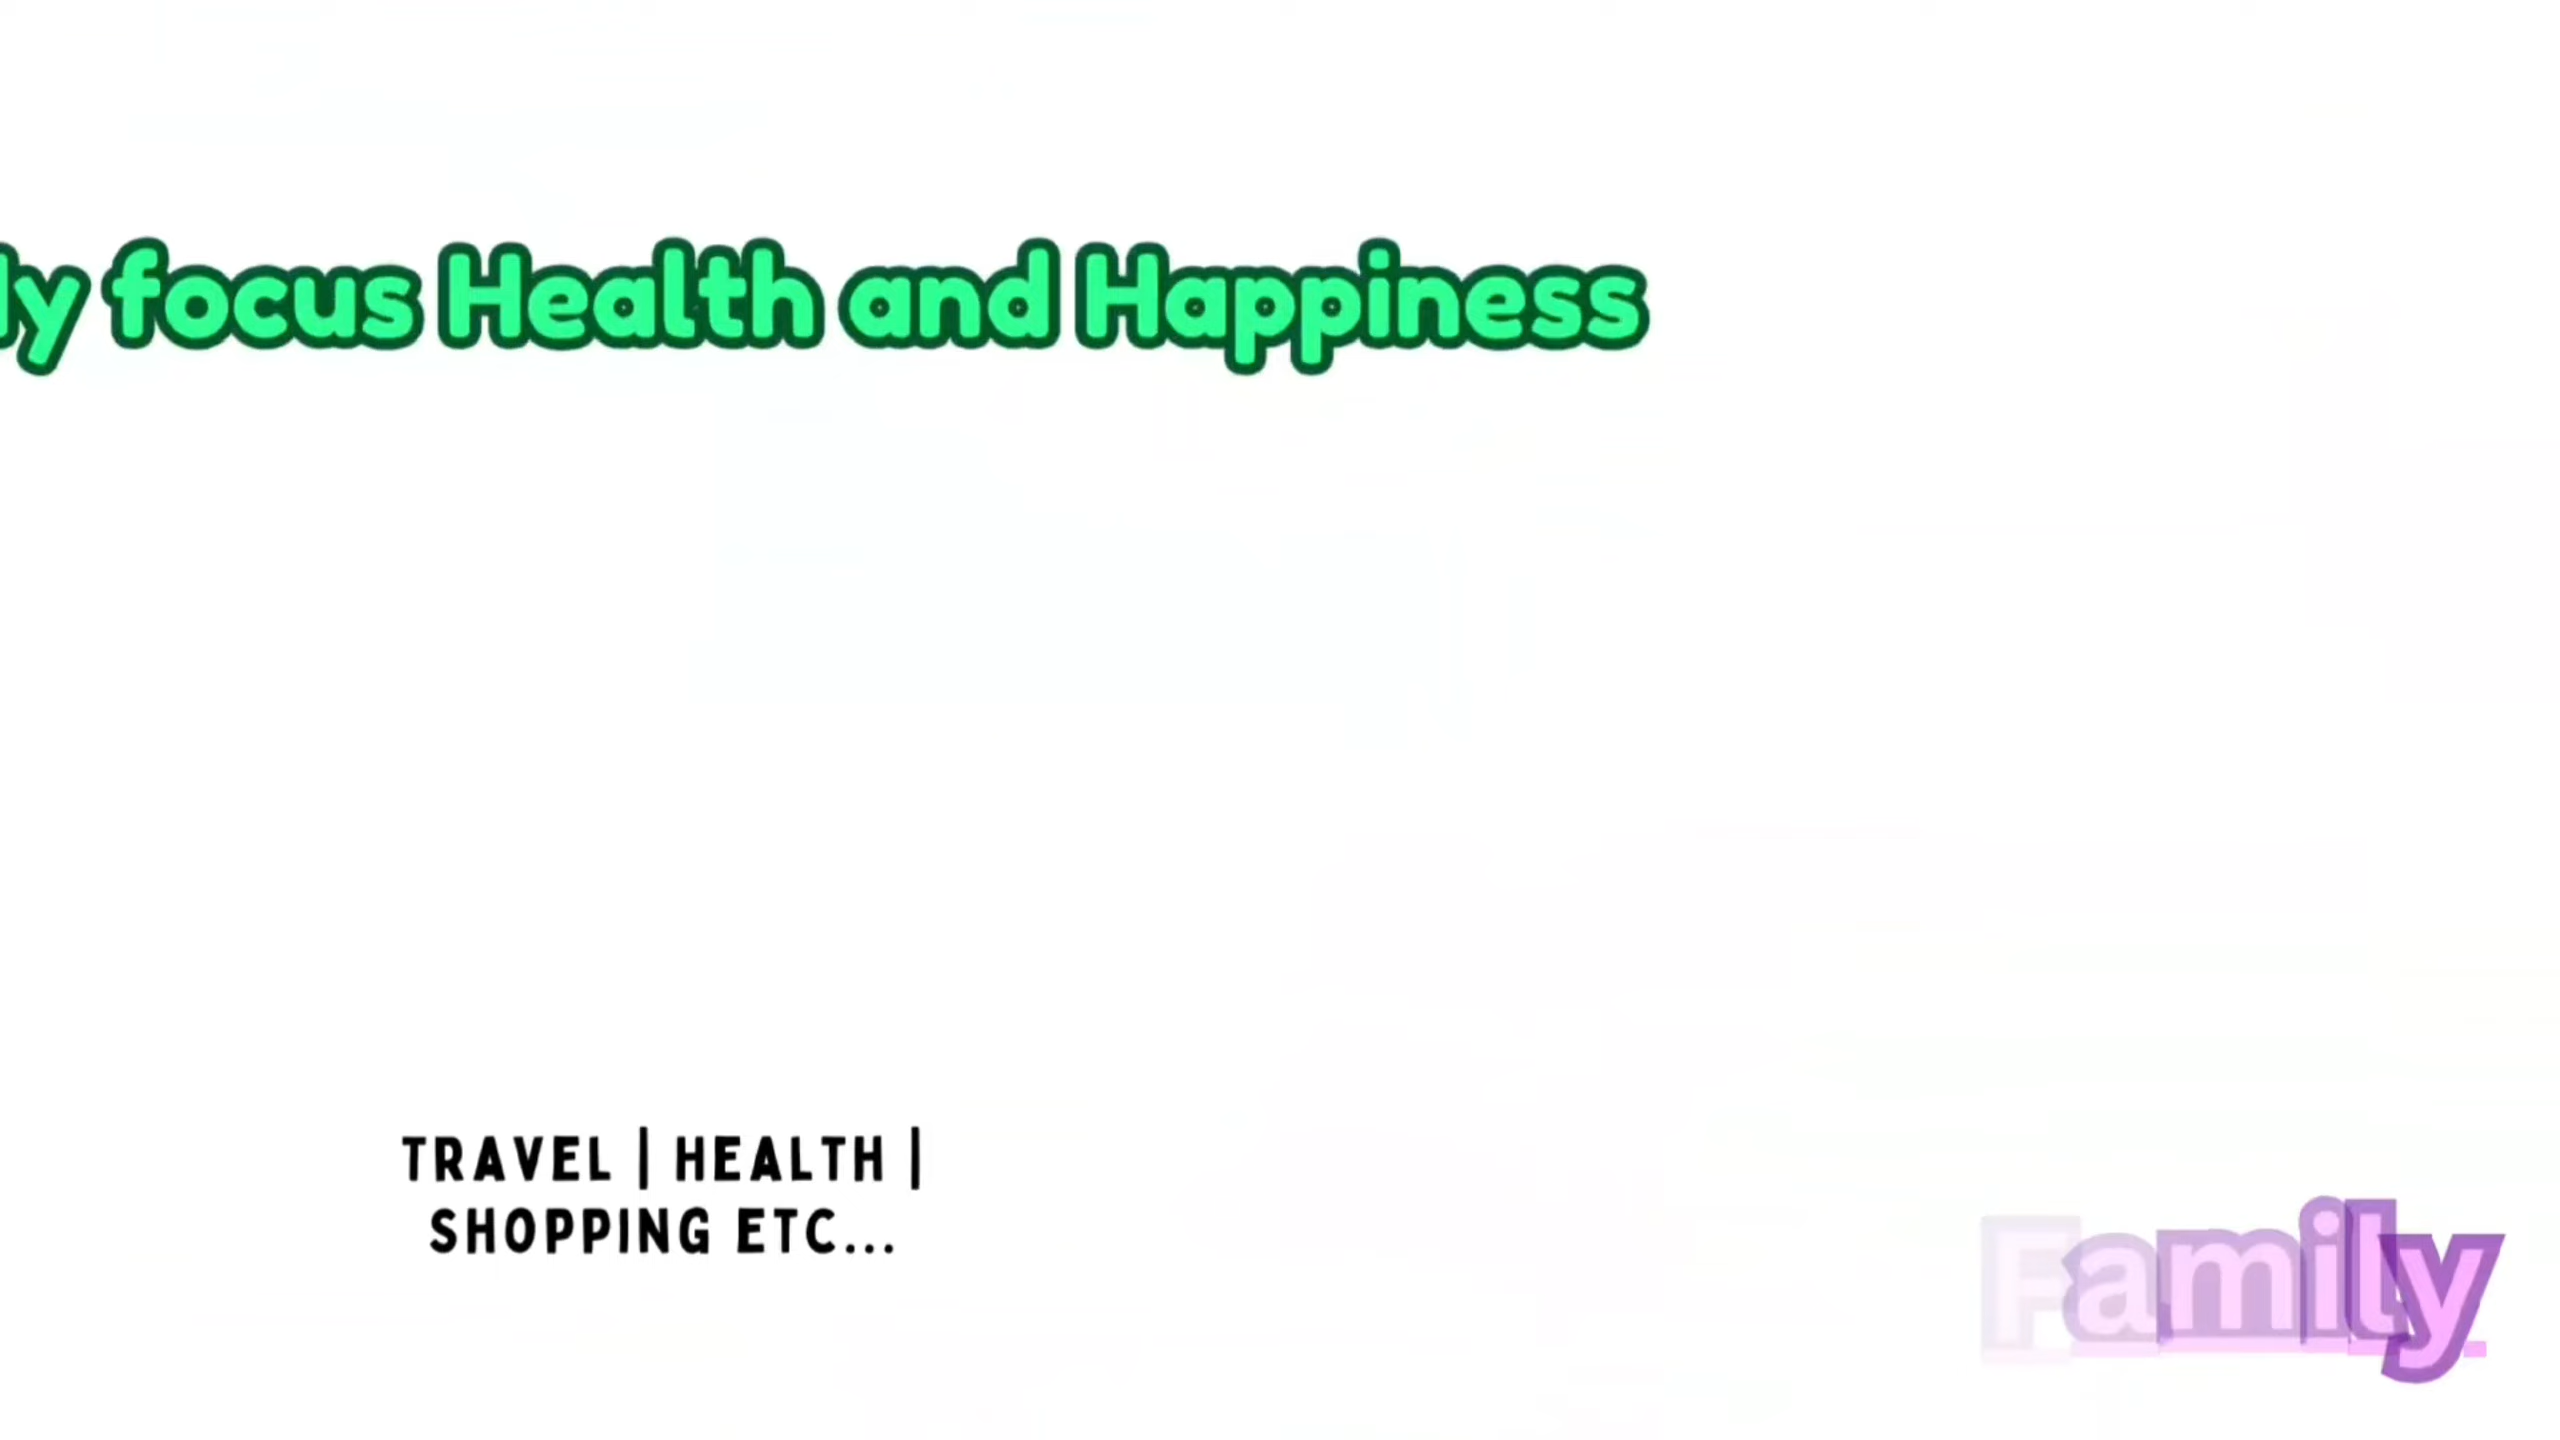 ly focus Health and Happiness
TRAVEL | HEALTH |
SHOPPING ETC...
Family